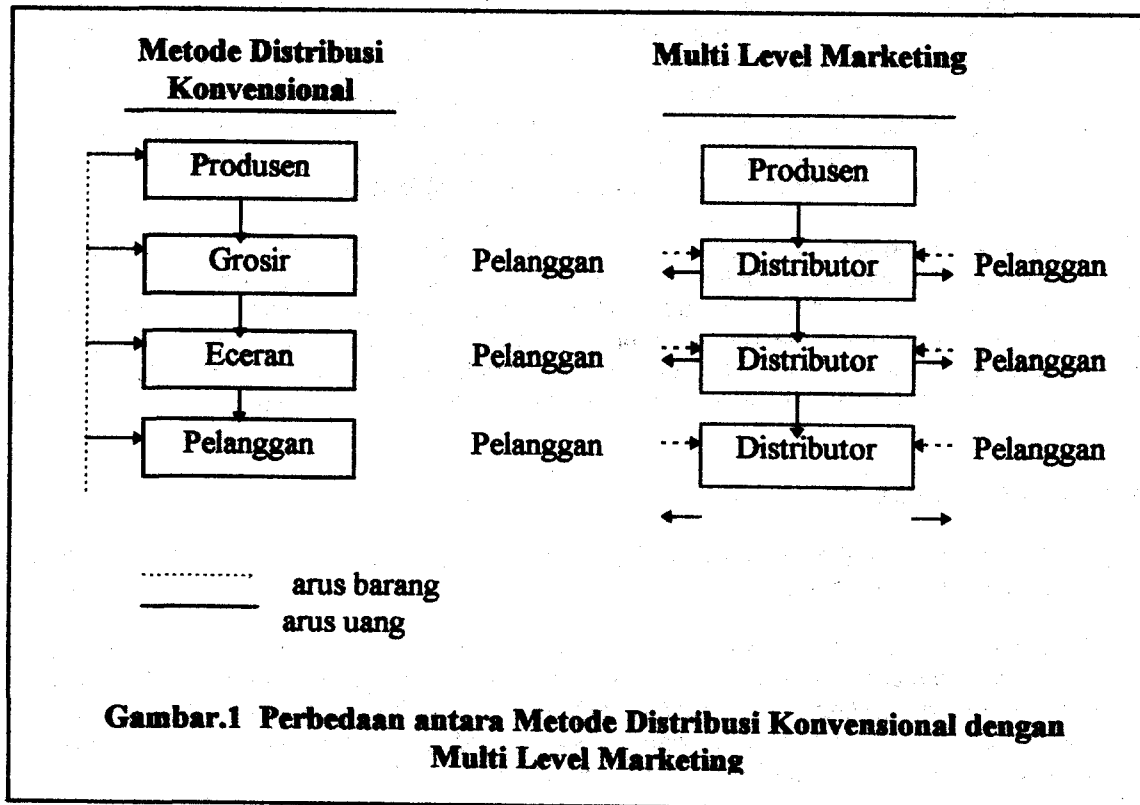 Metode Distribusi
Konvensional
Produsen
Grosir
Eceran
Pelanggan
Multi Level Marketing
Produsen
Pelanggan Distributor Pelanggan
Pelanggan Distributor Pelanggan
Pelanggan Distributor Pelanggan
arus barang
arus uang
Gambar.1 Perbedaan antara Metode Distribusi Konvensional dengan
Multi Level Marketing